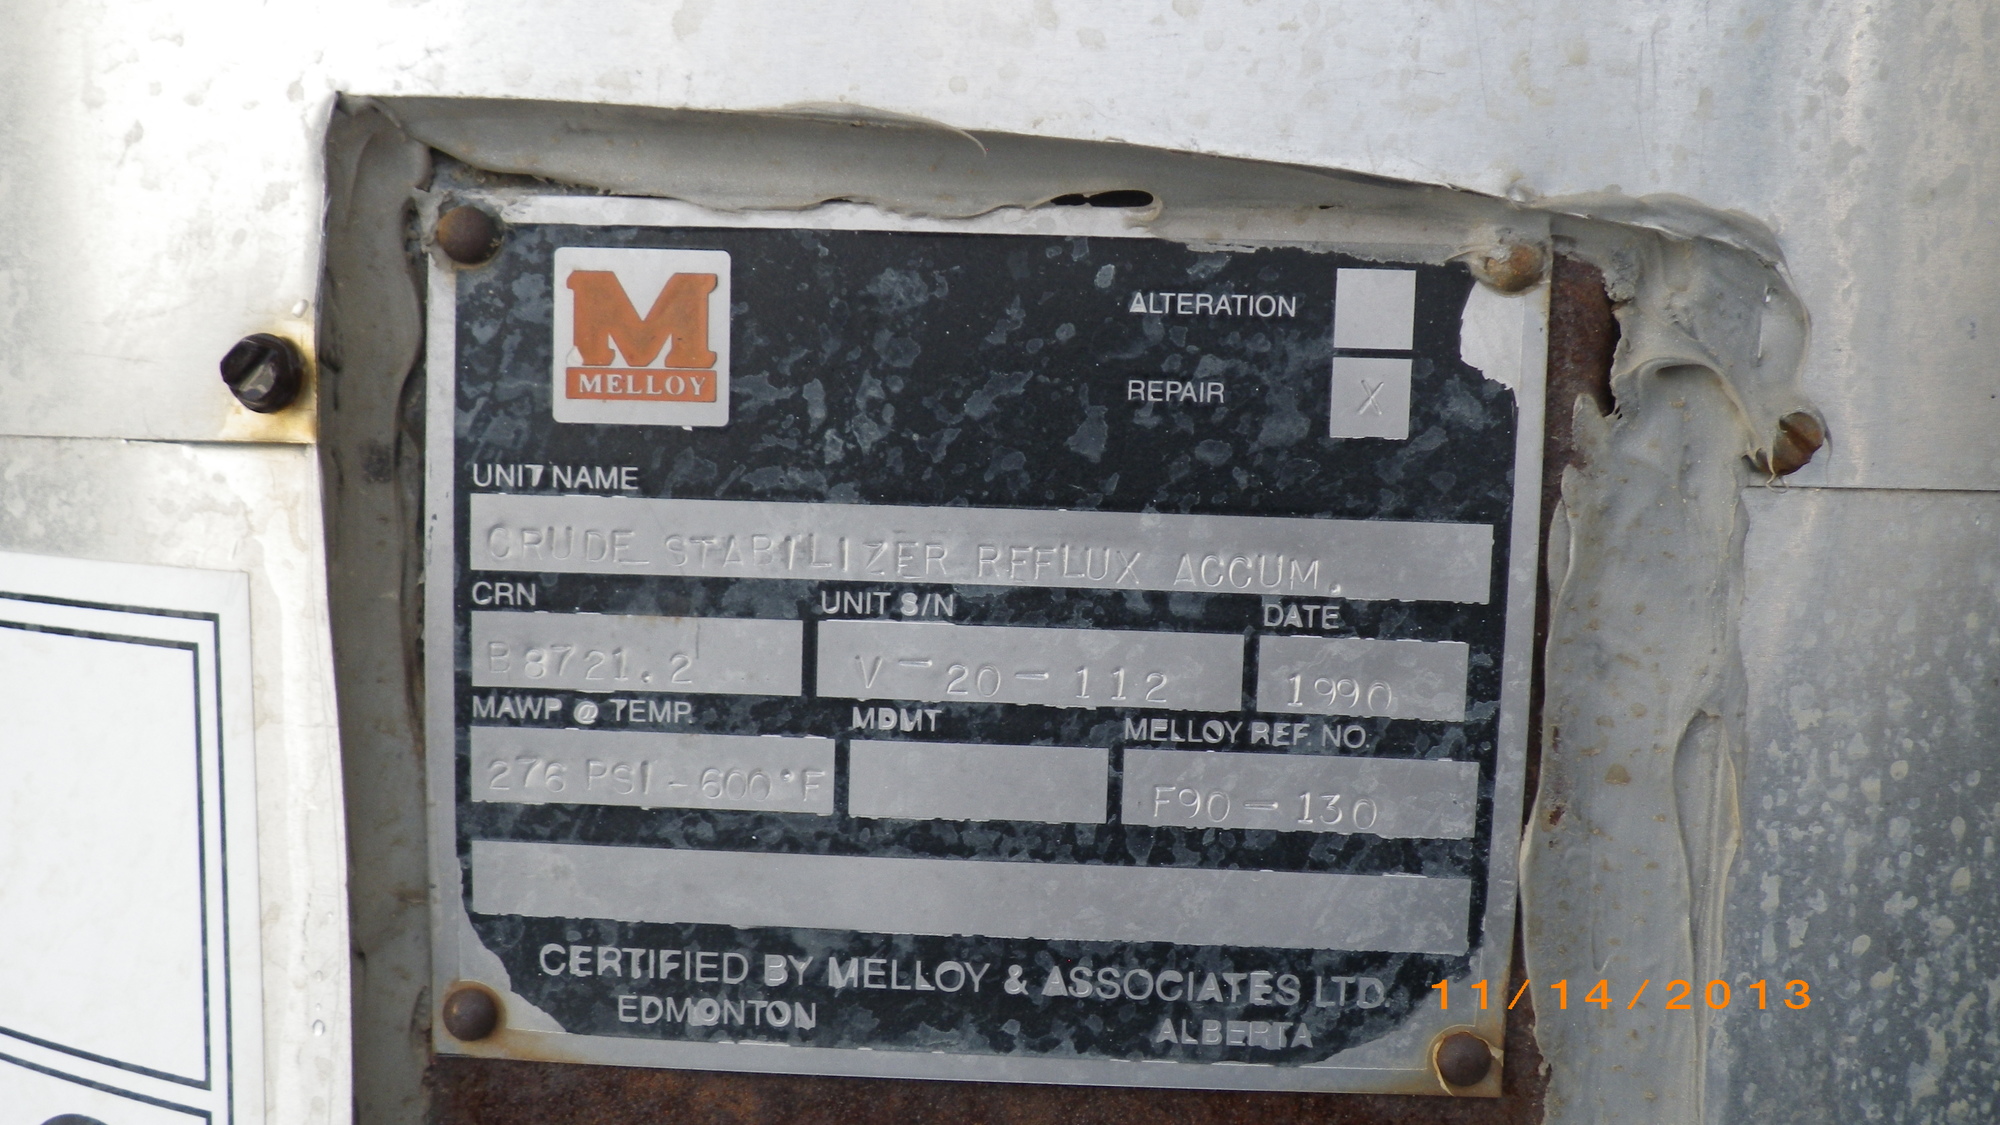 MELLOY
ALTERATION
REPAIR X
UNIT NAME
CRUDE STABILIZER REFLUX ACCUM.
CRN UNIT S/N DATE
B8721.2 V-20-112 1990
MAWP @ TEMP. MDMT MELLOY REF. NO.
276 PSI-600°F F90-130
CERTIFIED BY MELLOY & ASSOCIATES LTD.
EDMONTON ALBERTA
11/14/2013